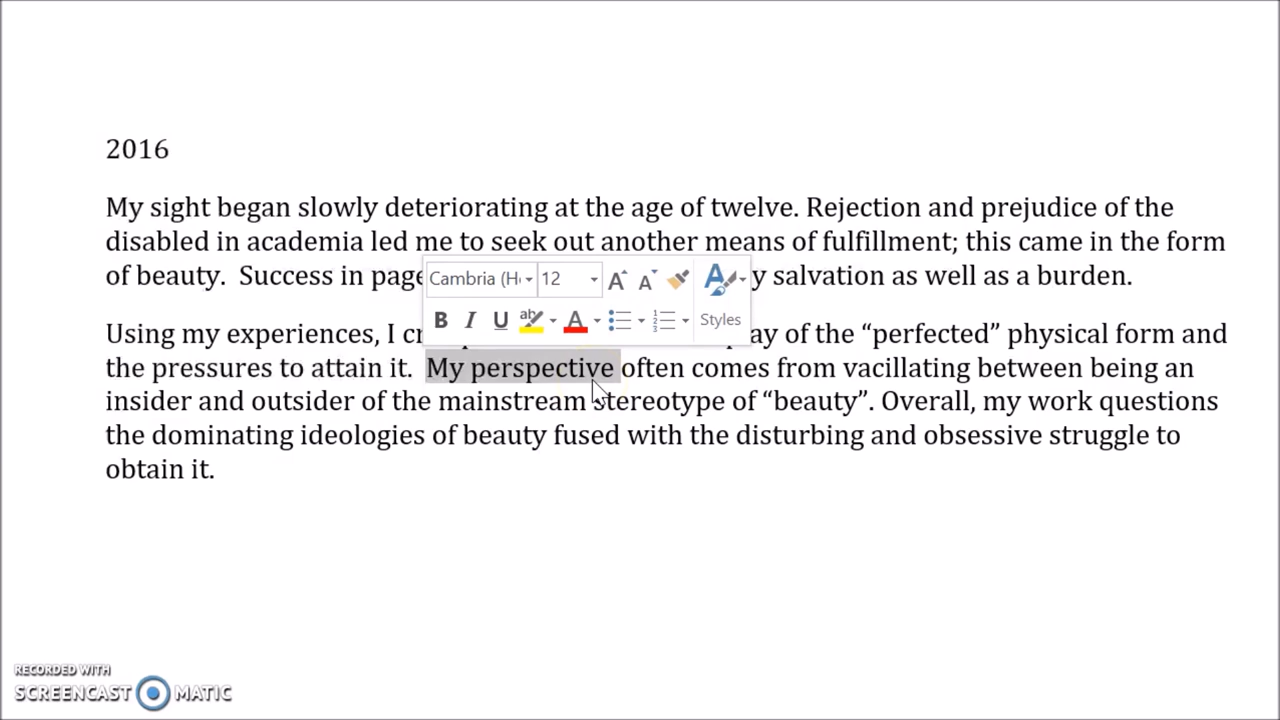 2016
My sight began slowly deteriorating at the age of twelve. Rejection and prejudice of the
disabled in academia led me to seek out another means of fulfillment; this came in the form
of beauty.  Success in salvation as well as a burden.
Cambria (H 12
B I U Styles
Using my experiences, I of the “perfected” physical form and
the pressures to attain it.  My perspective often comes from vacillating between being an
insider and outsider of the mainstream stereotype of “beauty”. Overall, my work questions
the dominating ideologies of beauty fused with the disturbing and obsessive struggle to
obtain it.
RECORDED WITH
SCREENCAST MATIC